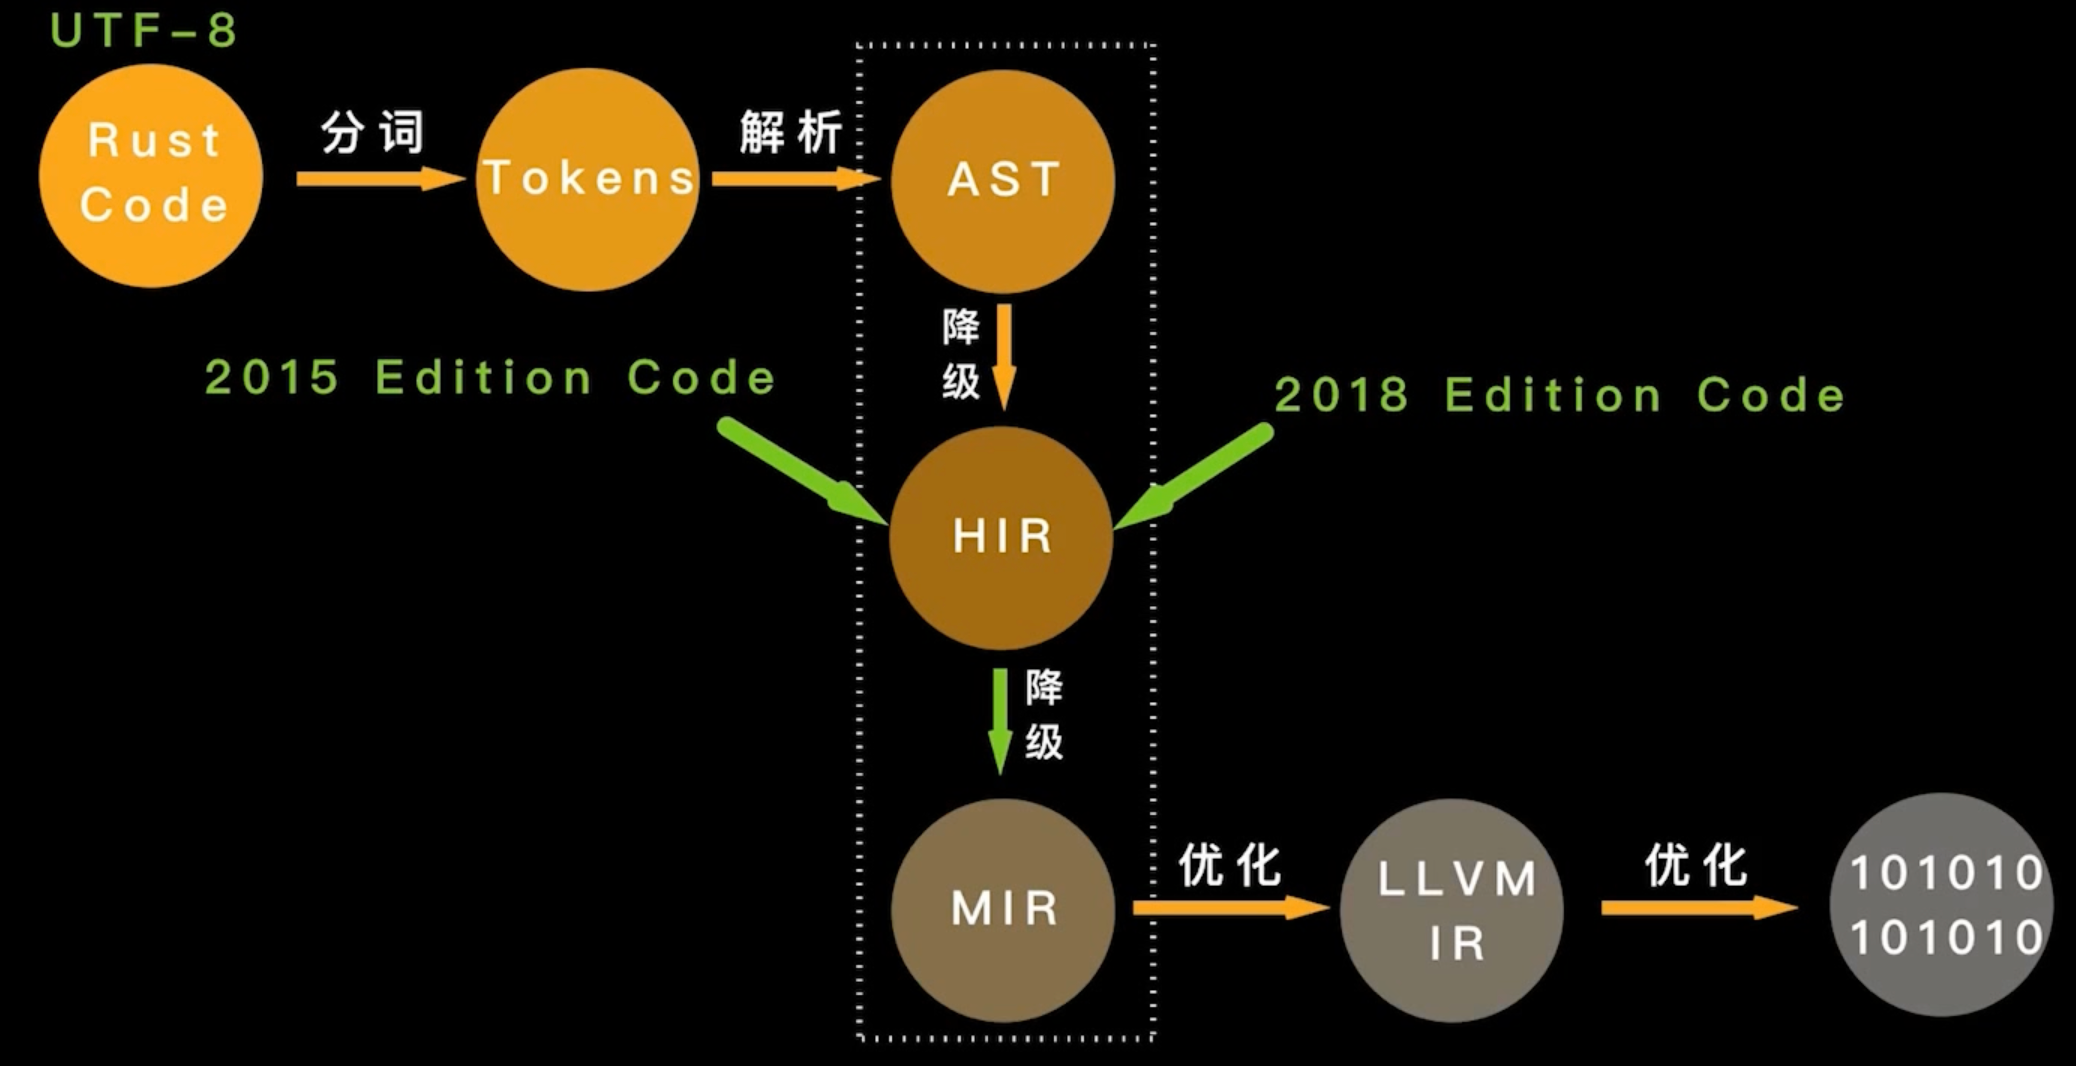 UTF-8
Rust
Code
分词
Tokens
解析
AST
降
级
2015 Edition Code
2018 Edition Code
HIR
降
级
MIR
优化
LLVM
IR
优化
101010
101010